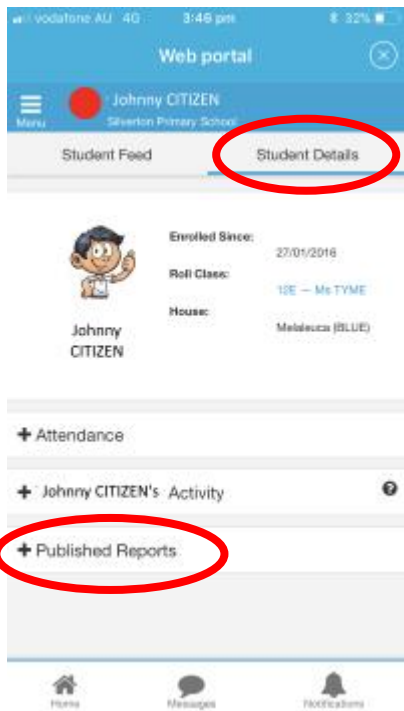 vodafone AU 4G 3:46 pm 32%
Web portal
Johnny CITIZEN
Menu Silverton Primary School
Student Feed Student Details
Enrolled Since:
27/01/2016
Roll Class:
12E — Ms TYME
House:
Melaleuca (BLUE)
Johnny
CITIZEN
+ Attendance
+ Johnny CITIZEN's Activity ?
+ Published Reports
Home Messages Notifications